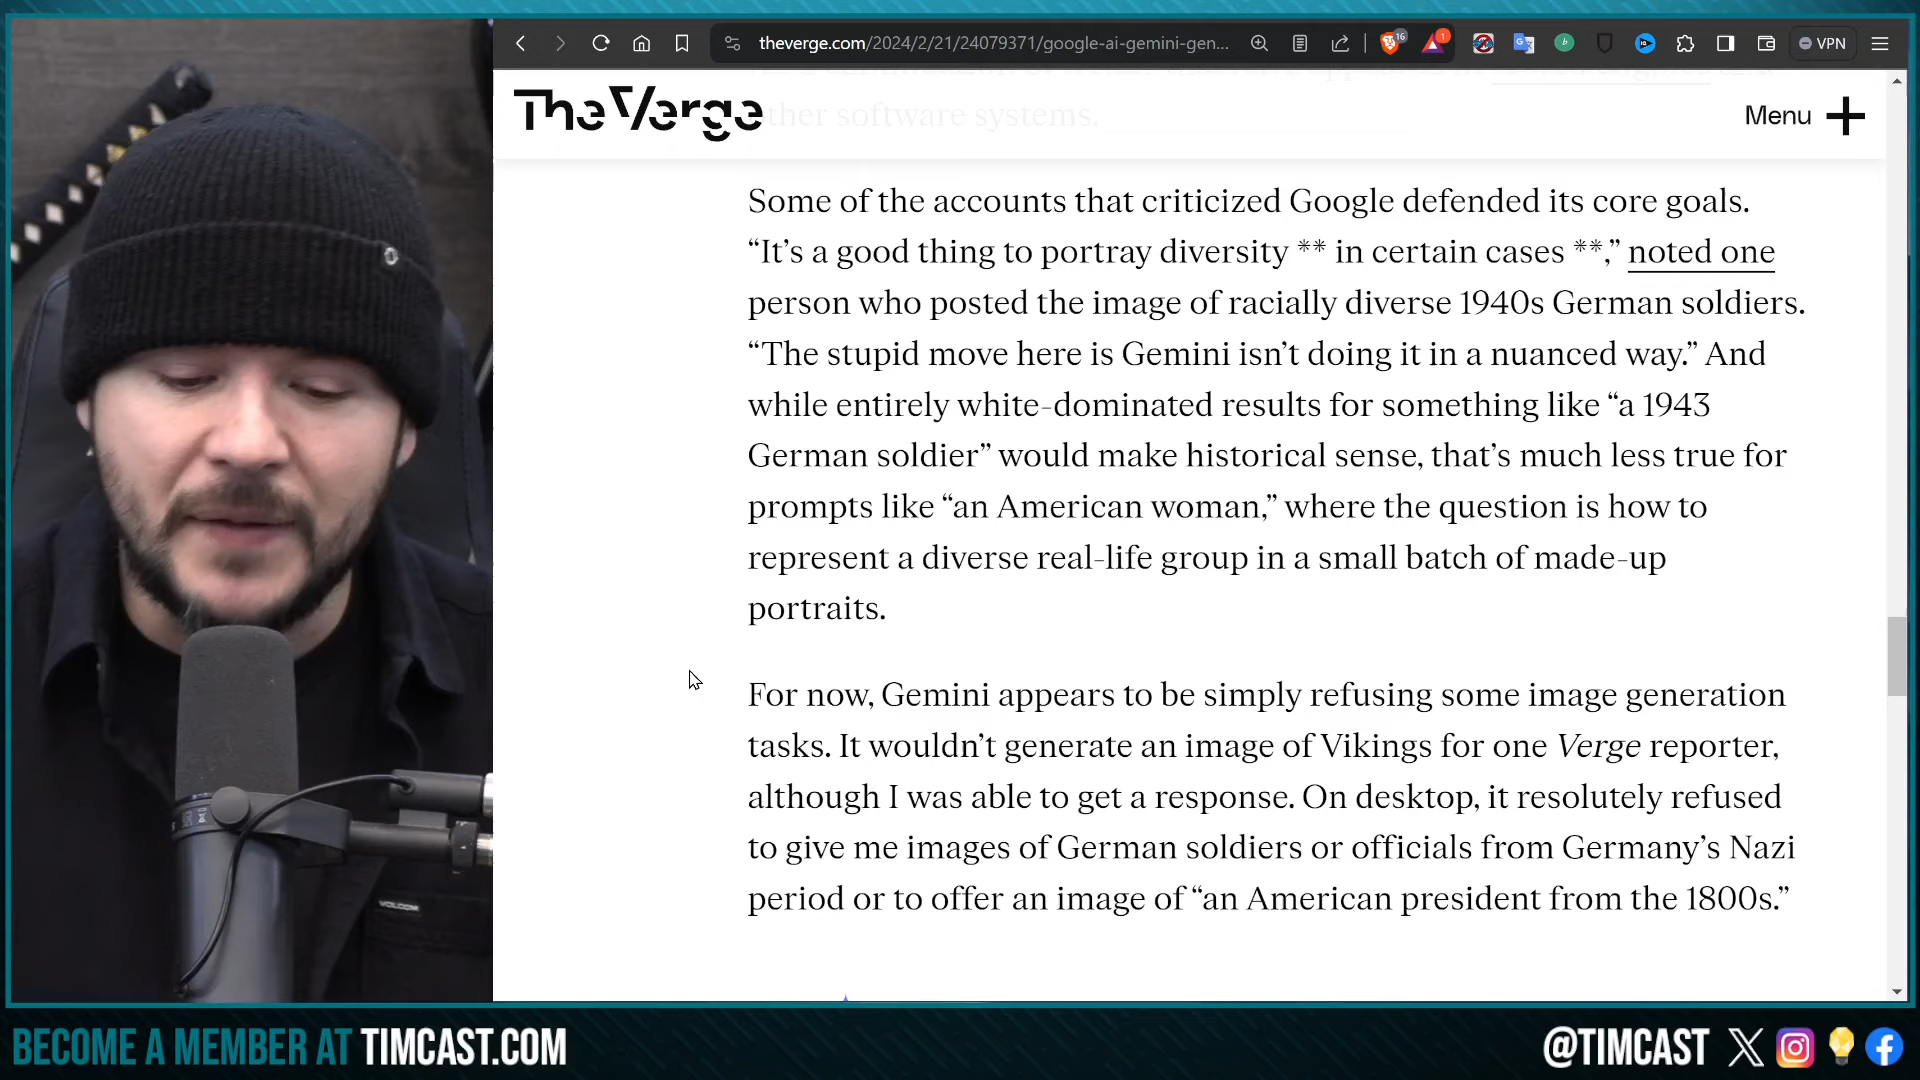 theverge.com/2024/2/21/24079371/google-ai-gemini-gen...
16
1
VPN
The Verge
ther software systems.
Menu
Some of the accounts that criticized Google defended its core goals.
“It’s a good thing to portray diversity ** in certain cases **,” noted one
person who posted the image of racially diverse 1940s German soldiers.
“The stupid move here is Gemini isn’t doing it in a nuanced way.” And
while entirely white-dominated results for something like “a 1943
German soldier” would make historical sense, that’s much less true for
prompts like “an American woman,” where the question is how to
represent a diverse real-life group in a small batch of made-up
portraits.
For now, Gemini appears to be simply refusing some image generation
tasks. It wouldn’t generate an image of Vikings for one Verge reporter,
although I was able to get a response. On desktop, it resolutely refused
to give me images of German soldiers or officials from Germany’s Nazi
period or to offer an image of “an American president from the 1800s.”
VOLCOM
BECOME A MEMBER AT TIMCAST.COM
@TIMCAST